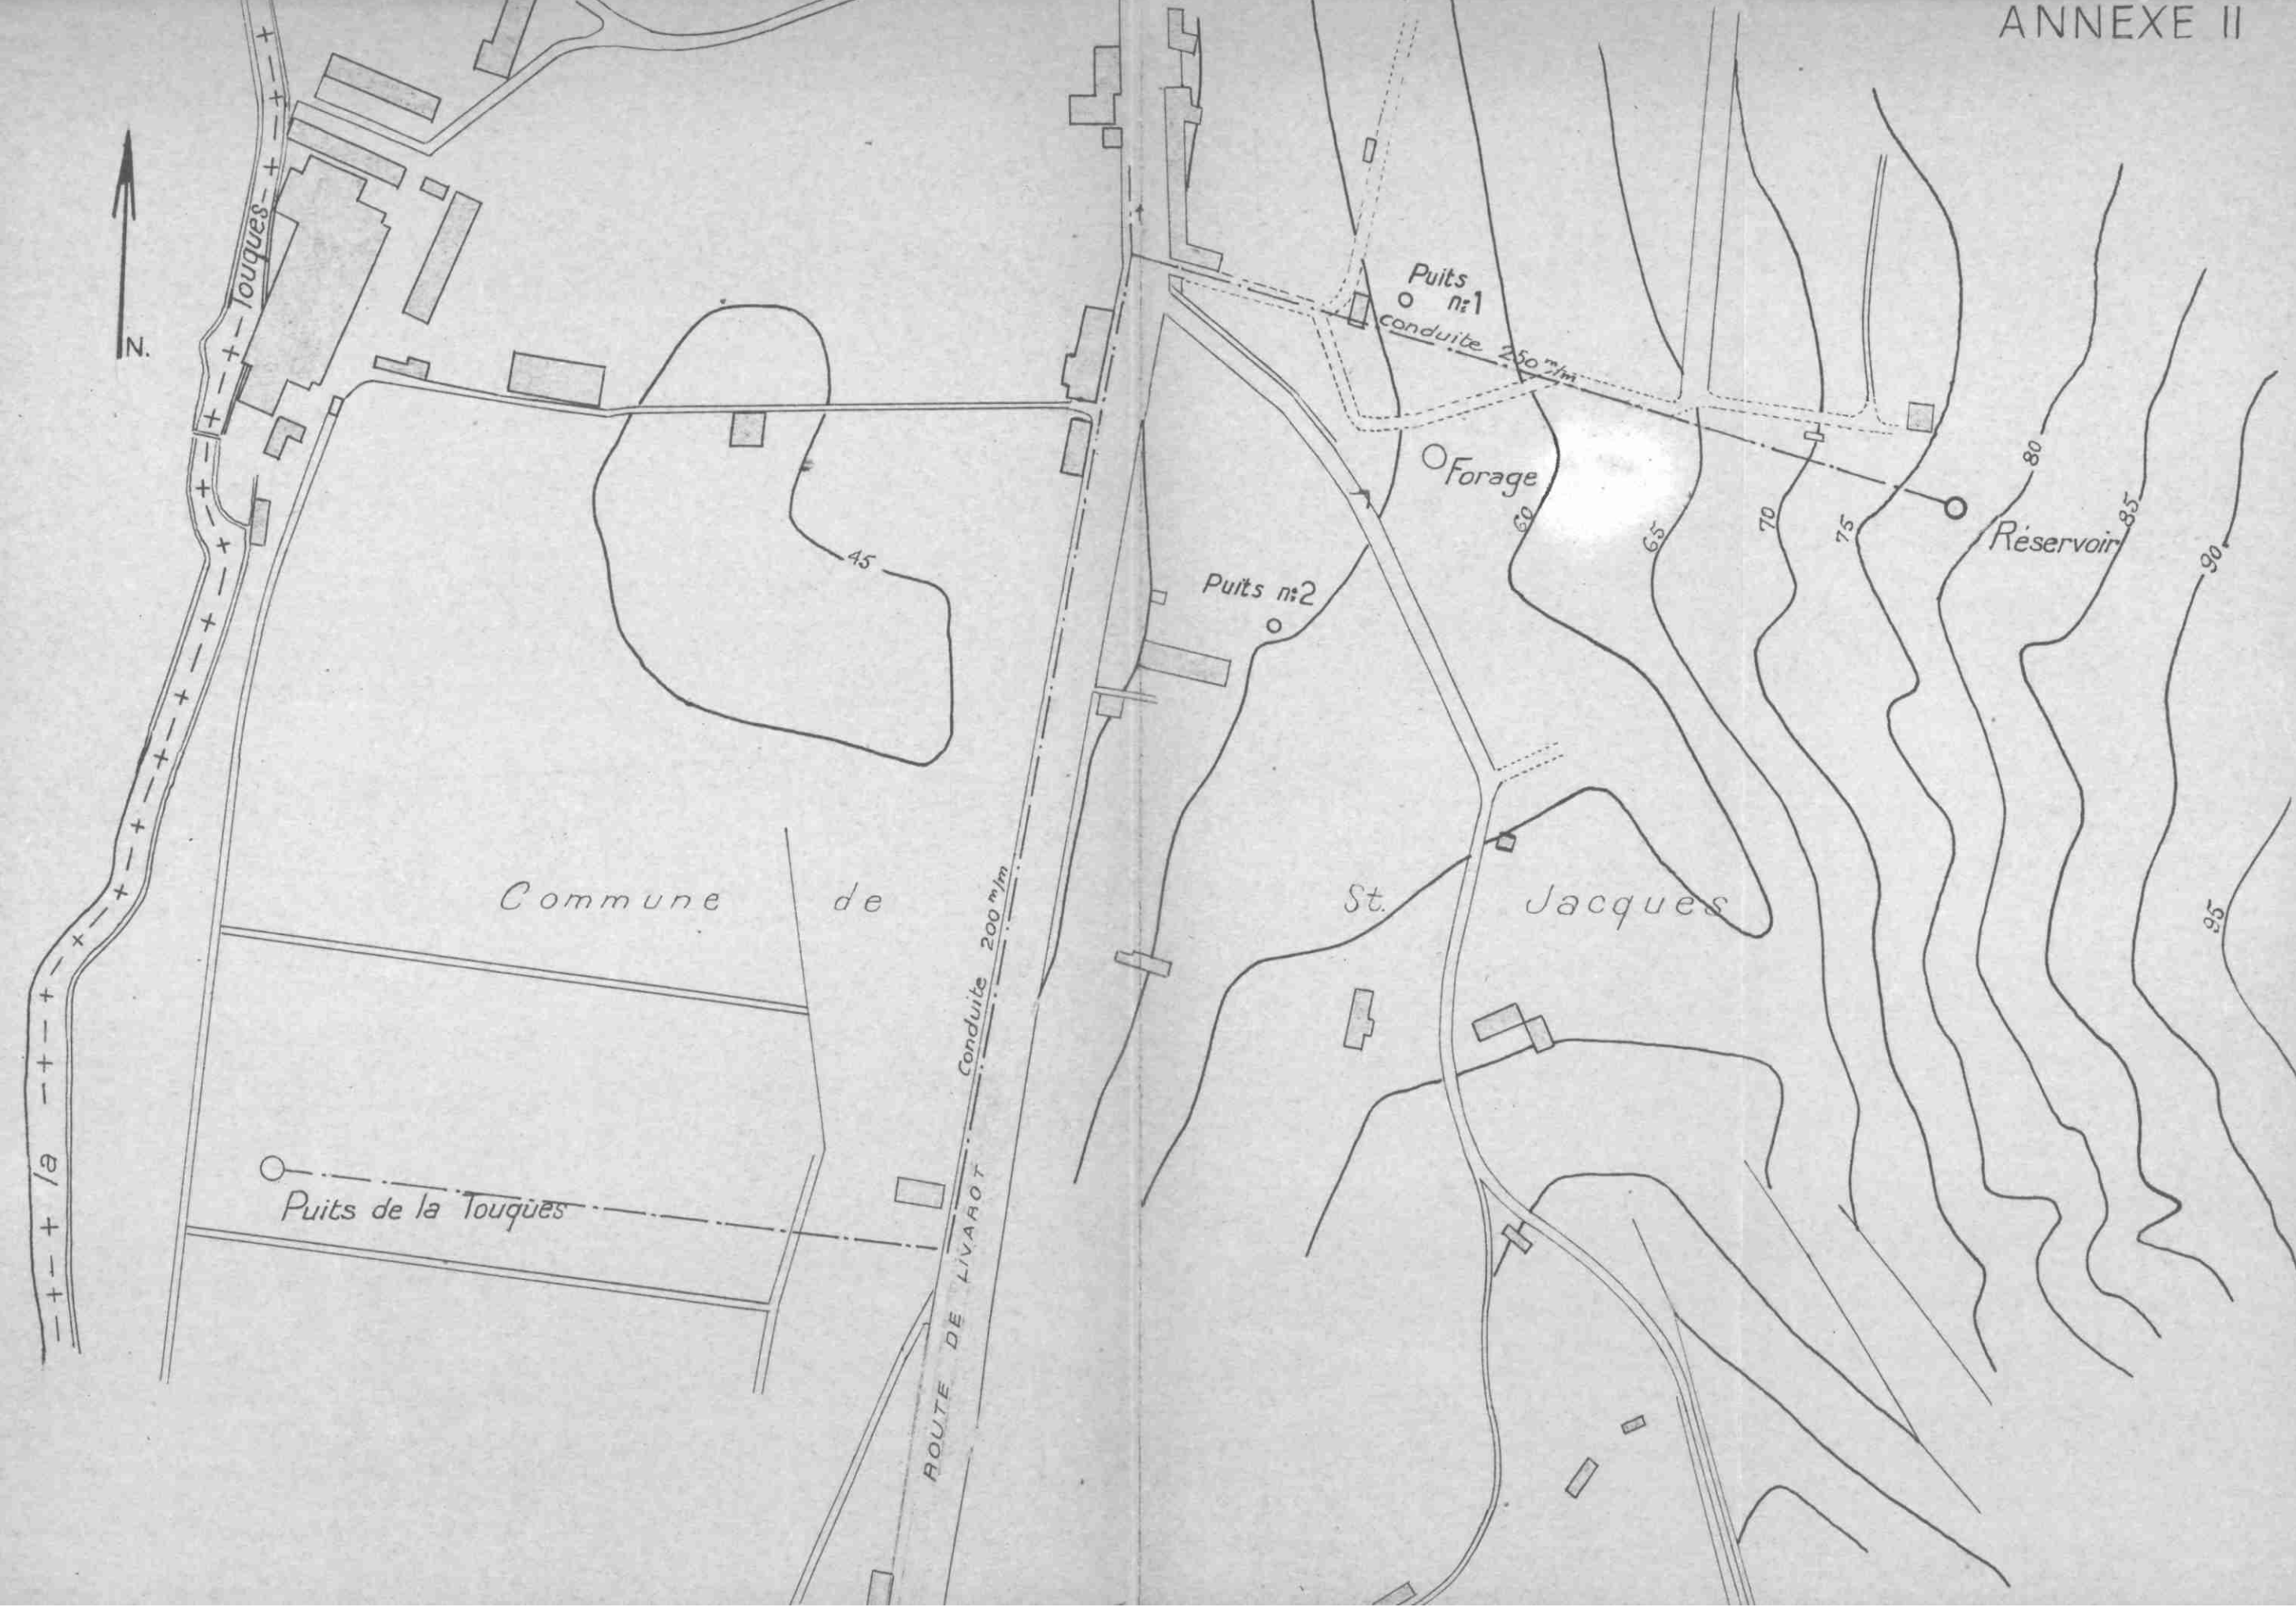 ANNEXE II
Touques
N.
Puits
n:1
conduite 250 m/m
Forage
80
85
60
65
70
75
Réservoir
90
45
Puits n:2
Commune de St. Jacques
95
Conduite 200 m/m
la
Puits de la Touques
ROUTE DE LIVAROT